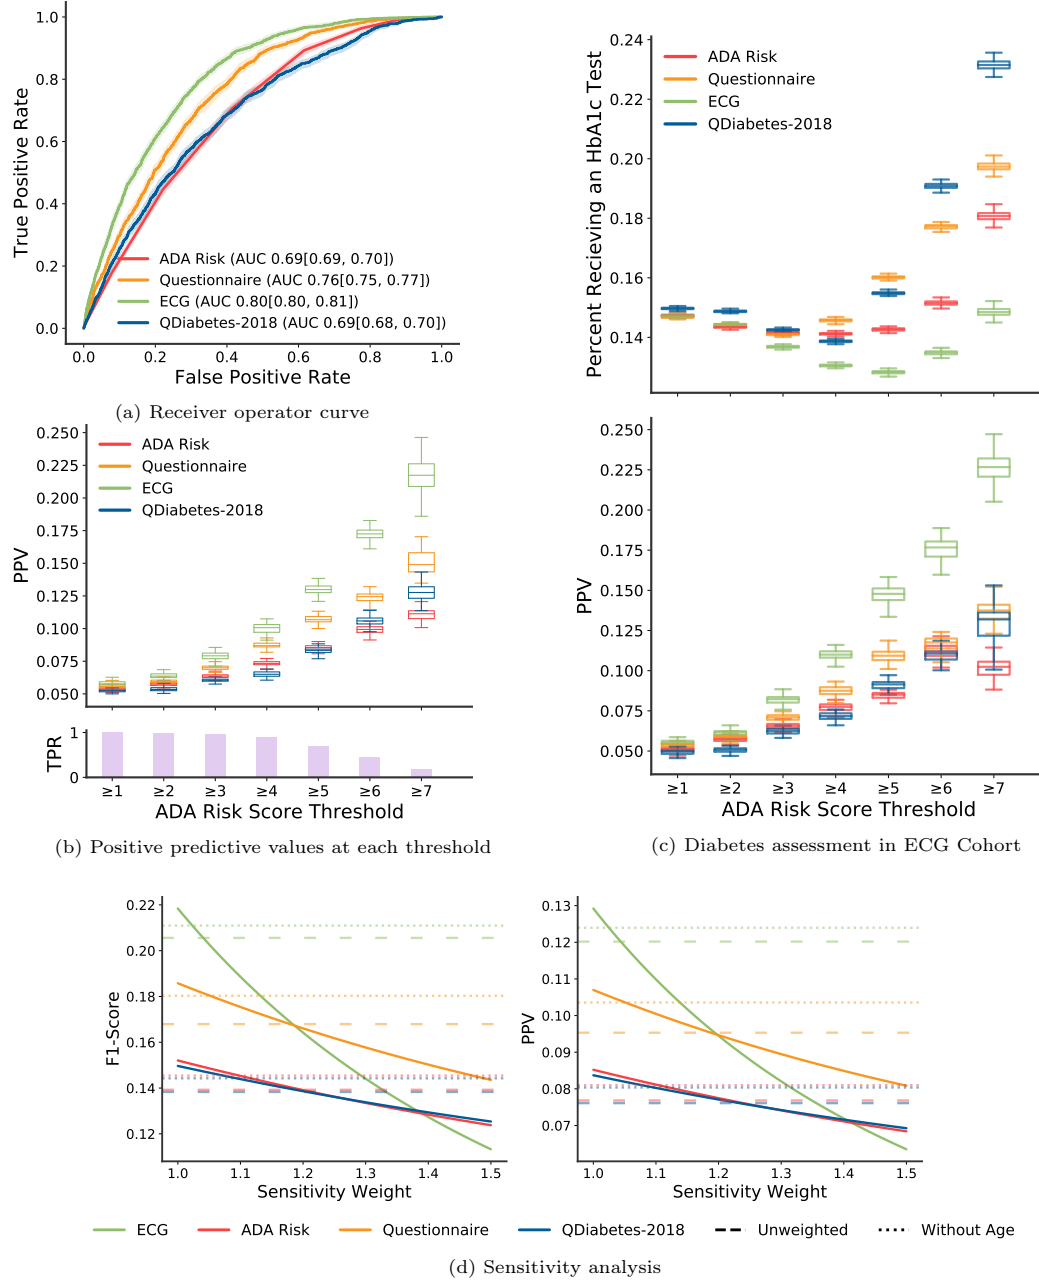 1.0
0.8
0.6
0.4
0.2
0.0
True Positive Rate
ADA Risk (AUC 0.69[0.69, 0.70])
Questionnaire (AUC 0.76[0.75, 0.77])
ECG (AUC 0.80[0.80, 0.81])
QDiabetes-2018 (AUC 0.69[0.68, 0.70])
0.0 0.2 0.4 0.6 0.8 1.0
False Positive Rate
(a) Receiver operator curve
0.250
0.225
0.200
0.175
0.150
0.125
0.100
0.075
0.050
PPV
ADA Risk
Questionnaire
ECG
QDiabetes-2018
1
0
TPR
≥1 ≥2 ≥3 ≥4 ≥5 ≥6 ≥7
ADA Risk Score Threshold
(b) Positive predictive values at each threshold
0.24
0.22
0.20
0.18
0.16
0.14
Percent Recieving an HbA1c Test
ADA Risk
Questionnaire
ECG
QDiabetes-2018
0.250
0.225
0.200
0.175
0.150
0.125
0.100
0.075
0.050
PPV
≥1 ≥2 ≥3 ≥4 ≥5 ≥6 ≥7
ADA Risk Score Threshold
(c) Diabetes assessment in ECG Cohort
0.22
0.20
0.18
0.16
0.14
0.12
F1-Score
1.0 1.1 1.2 1.3 1.4 1.5
Sensitivity Weight
0.13
0.12
0.11
0.10
0.09
0.08
0.07
PPV
1.0 1.1 1.2 1.3 1.4 1.5
Sensitivity Weight
ECG ADA Risk Questionnaire QDiabetes-2018 Unweighted Without Age
(d) Sensitivity analysis